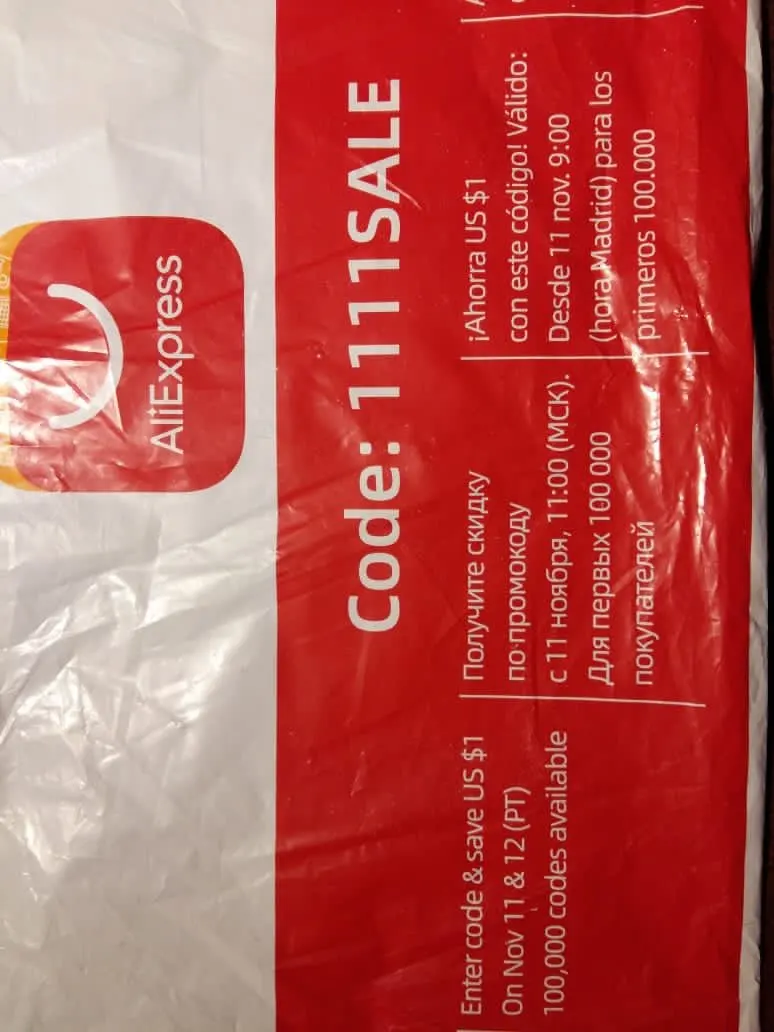 AliExpress
Code: 1111SALE
Enter code & save US $1
On Nov 11 & 12 (PT)
100,000 codes available
Получите скидку
по промокоду
с 11 ноября, 11:00 (МСК).
Для первых 100 000
покупателей
¡Ahorra US $1
con este código! Válido:
Desde 11 nov. 9:00
(hora Madrid) para los
primeros 100.000